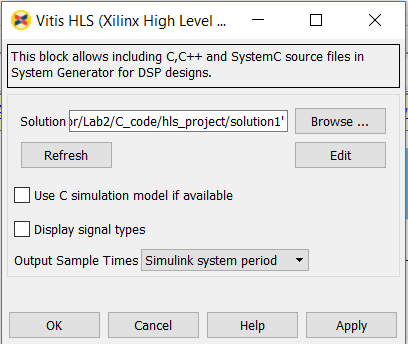 Vitis HLS (Xilinx High Level ...
This block allows including C,C++ and SystemC source files in
System Generator for DSP designs.
Solution or/Lab2/C_code/hls_project/solution1' Browse ...
Refresh Edit
Use C simulation model if available
Display signal types
Output Sample Times Simulink system period
OK Cancel Help Apply